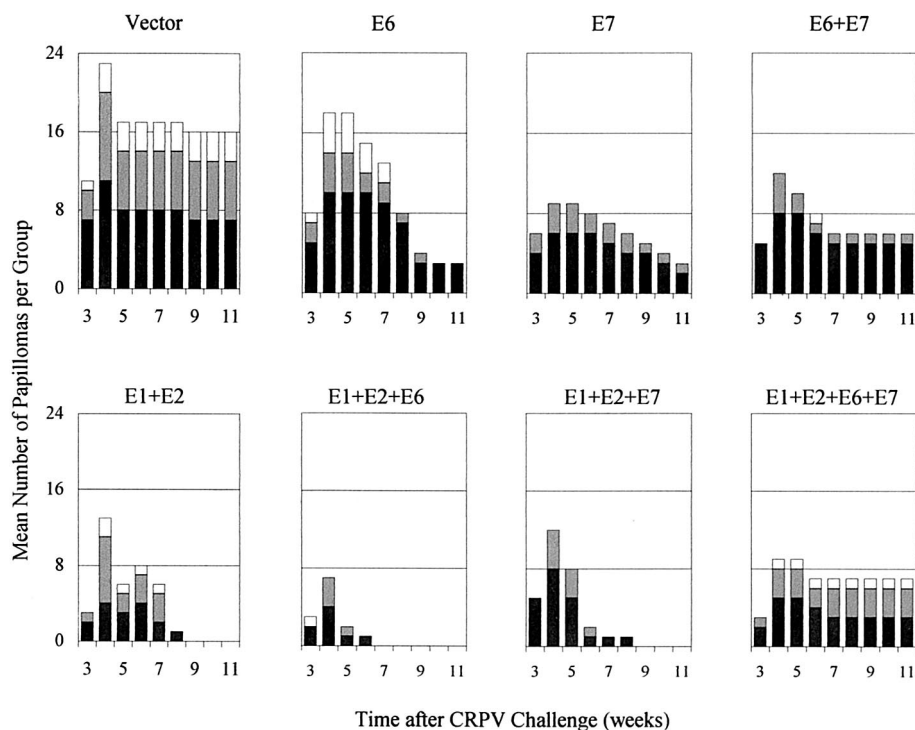 Vector E6 E7 E6+E7
24
16
8
0
3 5 7 9 11 3 5 7 9 11 3 5 7 9 11 3 5 7 9 11
E1+E2 E1+E2+E6 E1+E2+E7 E1+E2+E6+E7
24
16
8
0
3 5 7 9 11 3 5 7 9 11 3 5 7 9 11 3 5 7 9 11
Mean Number of Papillomas per Group
Time after CRPV Challenge (weeks)